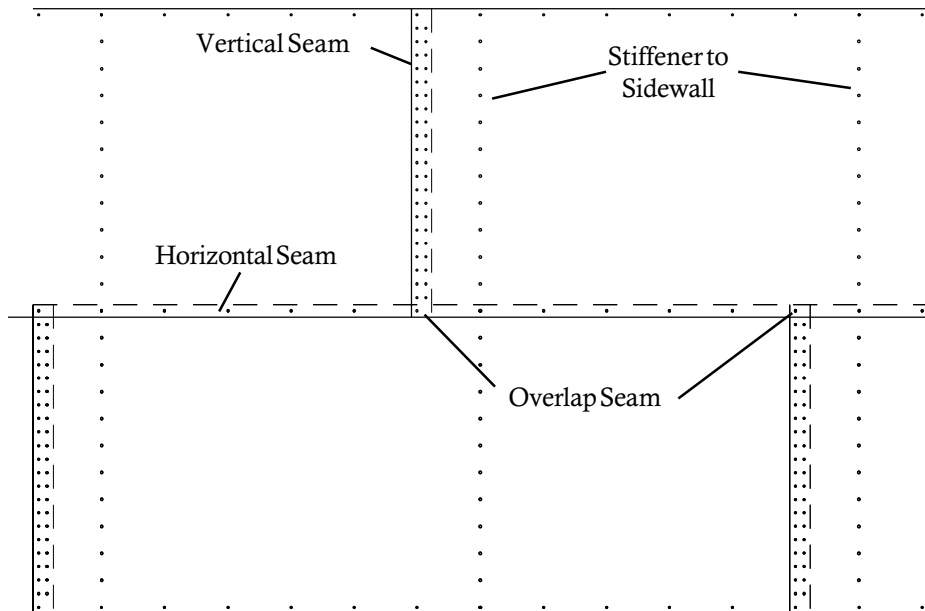 Vertical Seam
Stiffener to
Sidewall
Horizontal Seam
Overlap Seam